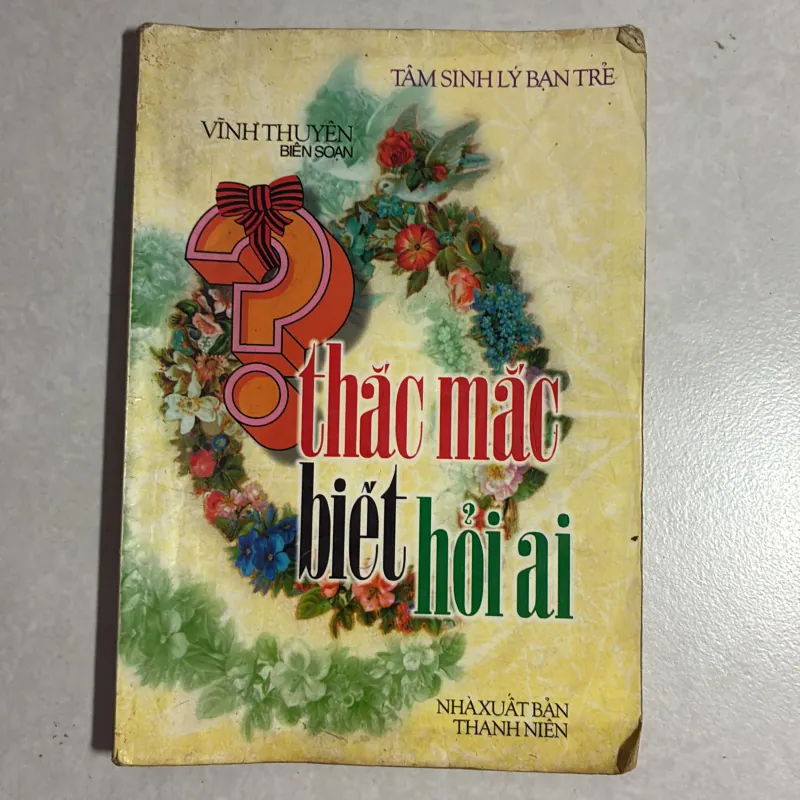 TÂM SINH LÝ BẠN TRẺ
VĨNH THUYÊN
BIÊN SOẠN
?
thắc mắc
biết
hỏi ai
NHÀ XUẤT BẢN
THANH NIÊN